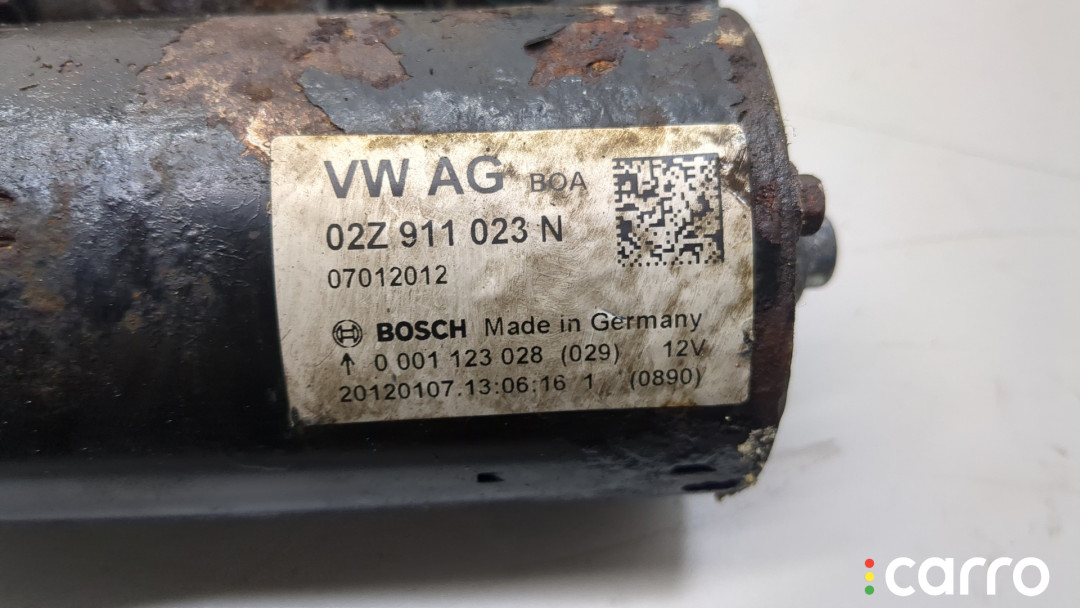 VW AG BOA
02Z 911 023 N
07012012
BOSCH Made in Germany
↑ 0 001 123 028 (029) 12V
20120107.13:06:16 1 (0890)
carro